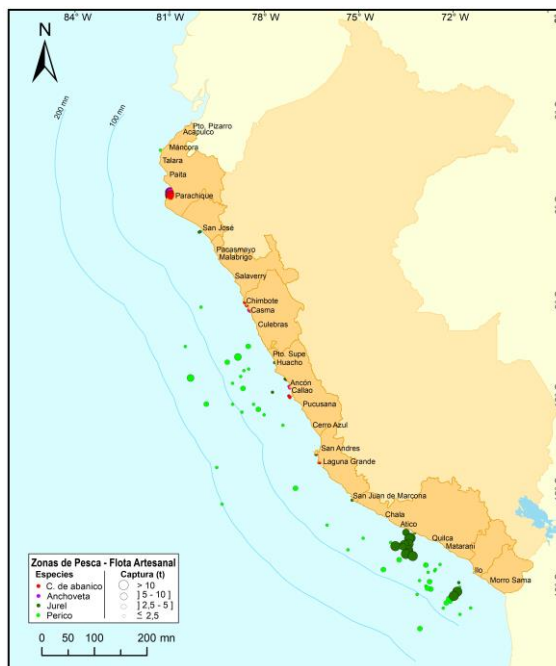 84° W 81° W 78° W 75° W 72° W
N
200 mn
100 mn
Pto. Pizarro
Acapulco
Máncora
Talara
Paita
Parachique
San José
Pacasmayo
Malabrigo
Salaverry
Chimbote
Casma
Culebras
Pto. Supe
Huacho
Ancón
Callao
Pucusana
Cerro Azul
San Andres
Laguna Grande
San Juan de Marcona
Chala
Atico
Quilca
Matarani
Ilo
Morro Sama
Zonas de Pesca - Flota Artesanal
Especies Captura (t)
C. de abanico > 10
Anchoveta ] 5 - 10 ]
Jurel ] 2,5 - 5 ]
Perico ≤ 2,5
0 50 100 200 mn